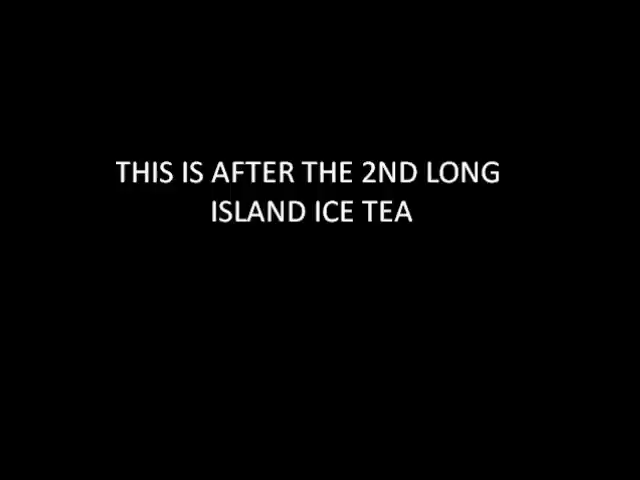 THIS IS AFTER THE 2ND LONG
ISLAND ICE TEA